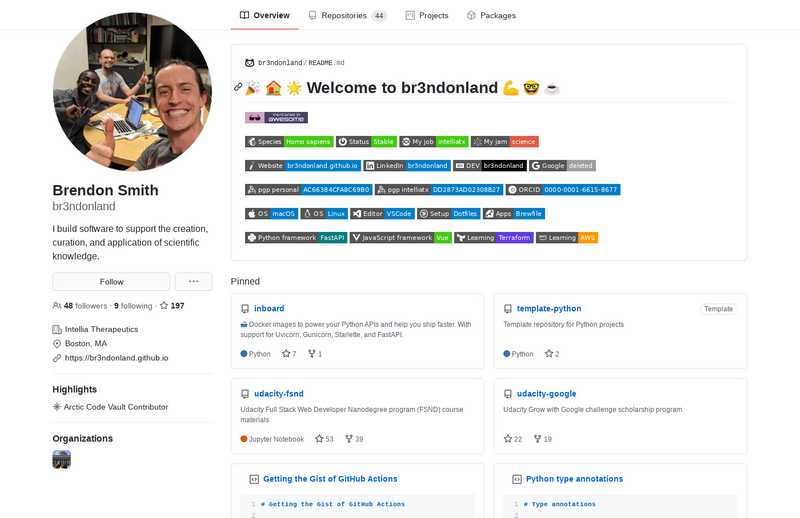 Overview Repositories 44 Projects Packages
br3ndonland / README.md
Welcome to br3ndonland
mentioned in awesome
Species Homo sapiens Status Stable My job intelliatx My jam science
Website br3ndonland.github.io LinkedIn br3ndonland DEV br3ndonland Google deleted
pgp personal AC66384CFA8C69B0 pgp intelliatx DD2873AD02308B27 ORCID 0000-0001-6615-8677
OS macOS OS Linux Editor VSCode Setup Dotfiles Apps Brewfile
Python framework FastAPI JavaScript framework Vue Learning Terraform Learning AWS
Brendon Smith
br3ndonland
I build software to support the creation,
curation, and application of scientific
knowledge.
Follow
48 followers · 9 following · 197
Intellia Therapeutics
Boston, MA
https://br3ndonland.github.io
Highlights
Arctic Code Vault Contributor
Organizations
Pinned
inboard
Docker images to power your Python APIs and help you ship faster. With
support for Uvicorn, Gunicorn, Starlette, and FastAPI.
Python 7 1
template-python Template
Template repository for Python projects
Python 2
udacity-fsnd
Udacity Full Stack Web Developer Nanodegree program (FSND) course
materials
Jupyter Notebook 53 39
udacity-google
Udacity Grow with Google challenge scholarship program
22 19
Getting the Gist of GitHub Actions
1 # Getting the Gist of GitHub Actions
2
Python type annotations
1 # Type annotations
2